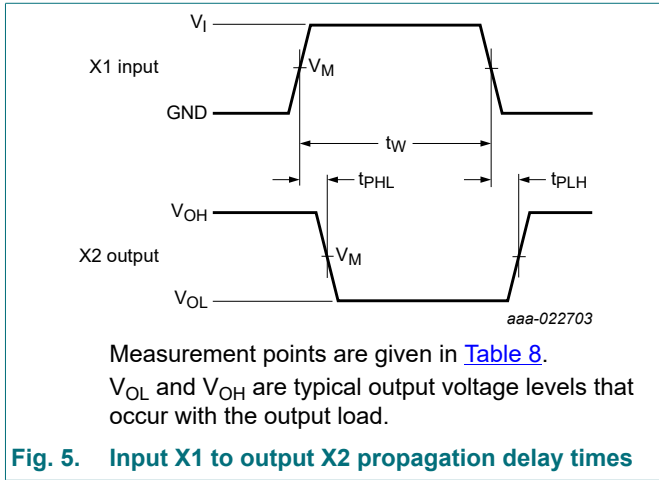 VI
X1 input
VM
GND
tW
tPHL
tPLH
VOH
X2 output
VM
VOL
aaa-022703
Measurement points are given in Table 8.
VOL and VOH are typical output voltage levels that
occur with the output load.
Fig. 5. Input X1 to output X2 propagation delay times